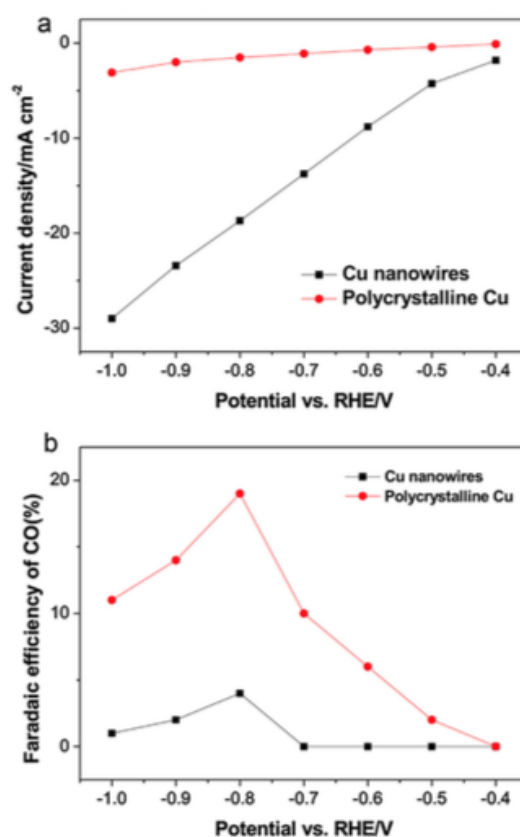 a
0
-10
-20
-30
Current density/mA cm⁻²
Cu nanowires
Polycrystalline Cu
-1.0 -0.9 -0.8 -0.7 -0.6 -0.5 -0.4
Potential vs. RHE/V
b
20
10
0
Faradaic efficiency of CO(%)
Cu nanowires
Polycrystalline Cu
-1.0 -0.9 -0.8 -0.7 -0.6 -0.5 -0.4
Potential vs. RHE/V